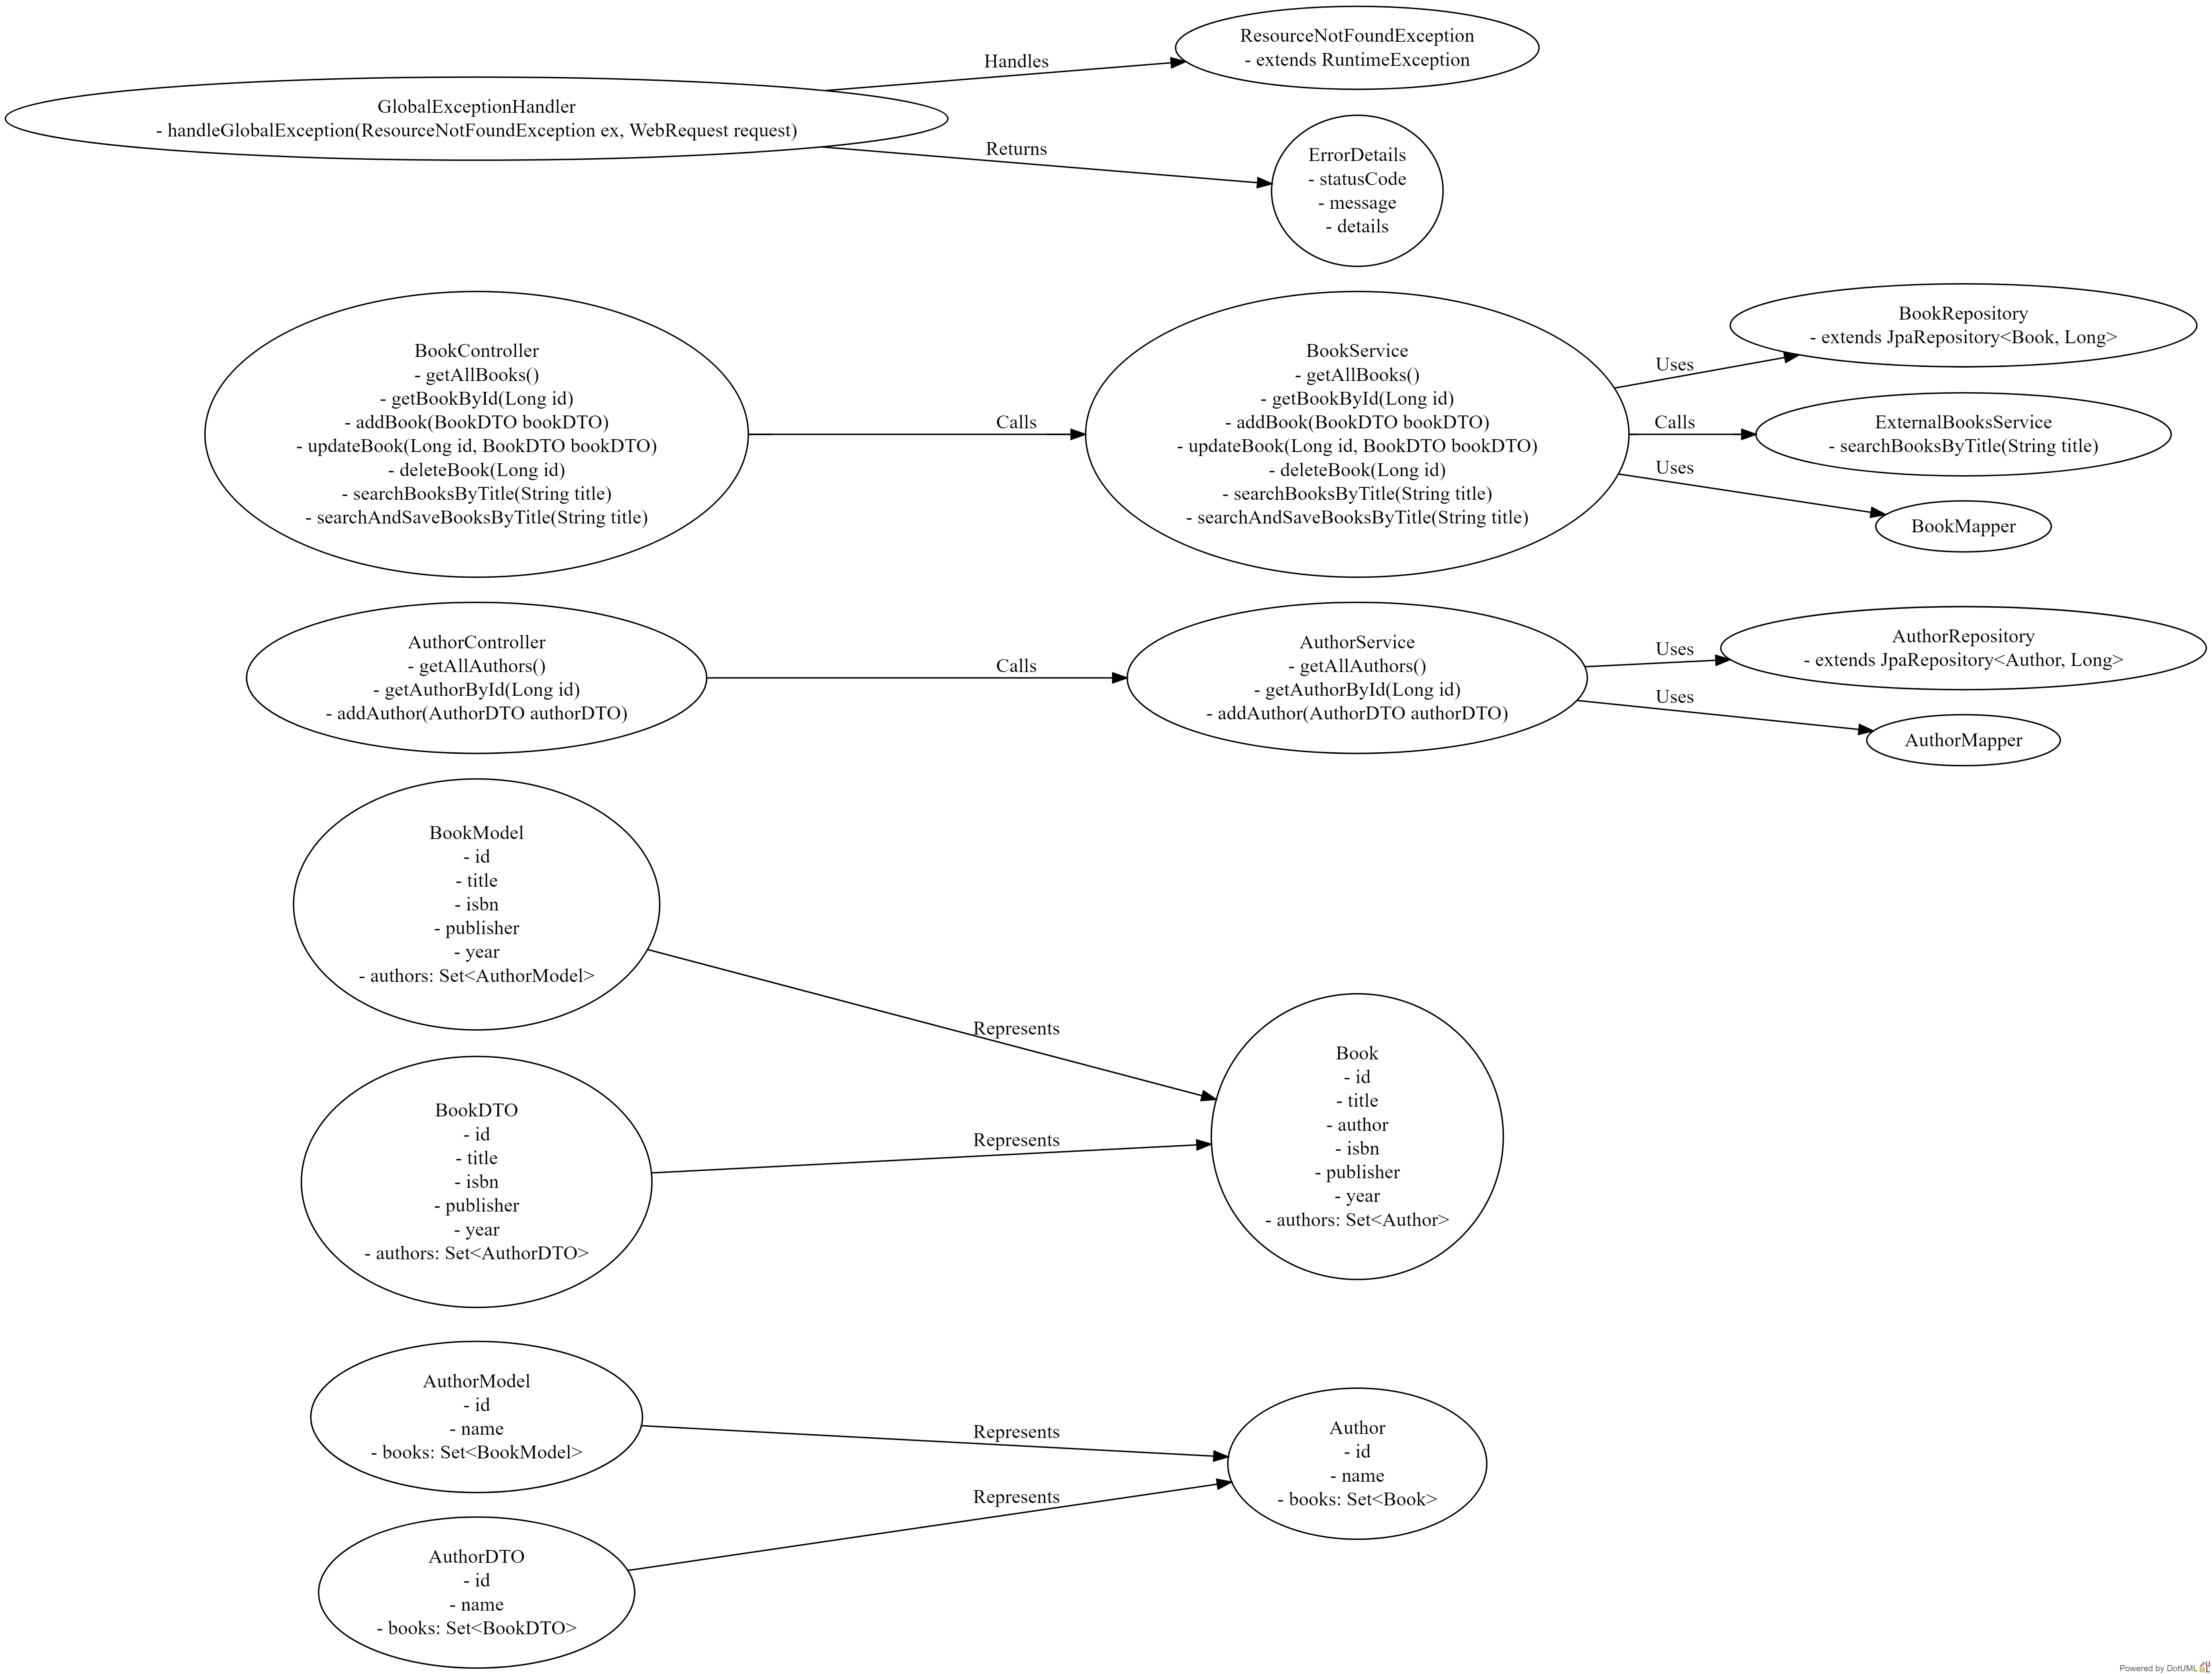 ResourceNotFoundException
- extends RuntimeException
Handles
GlobalExceptionHandler
- handleGlobalException(ResourceNotFoundException ex, WebRequest request)
Returns
ErrorDetails
- statusCode
- message
- details
BookController
- getAllBooks()
- getBookById(Long id)
- addBook(BookDTO bookDTO)
- updateBook(Long id, BookDTO bookDTO)
- deleteBook(Long id)
- searchBooksByTitle(String title)
- searchAndSaveBooksByTitle(String title)
Calls
BookService
- getAllBooks()
- getBookById(Long id)
- addBook(BookDTO bookDTO)
- updateBook(Long id, BookDTO bookDTO)
- deleteBook(Long id)
- searchBooksByTitle(String title)
- searchAndSaveBooksByTitle(String title)
Uses
BookRepository
- extends JpaRepository<Book, Long>
Calls
ExternalBooksService
- searchBooksByTitle(String title)
Uses
BookMapper
AuthorController
- getAllAuthors()
- getAuthorById(Long id)
- addAuthor(AuthorDTO authorDTO)
Calls
AuthorService
- getAllAuthors()
- getAuthorById(Long id)
- addAuthor(AuthorDTO authorDTO)
Uses
AuthorRepository
- extends JpaRepository<Author, Long>
Uses
AuthorMapper
BookModel
- id
- title
- isbn
- publisher
- year
- authors: Set<AuthorModel>
Represents
BookDTO
- id
- title
- isbn
- publisher
- year
- authors: Set<AuthorDTO>
Represents
Book
- id
- title
- author
- isbn
- publisher
- year
- authors: Set<Author>
AuthorModel
- id
- name
- books: Set<BookModel>
Represents
Author
- id
- name
- books: Set<Book>
Represents
AuthorDTO
- id
- name
- books: Set<BookDTO>
Powered by DotUML